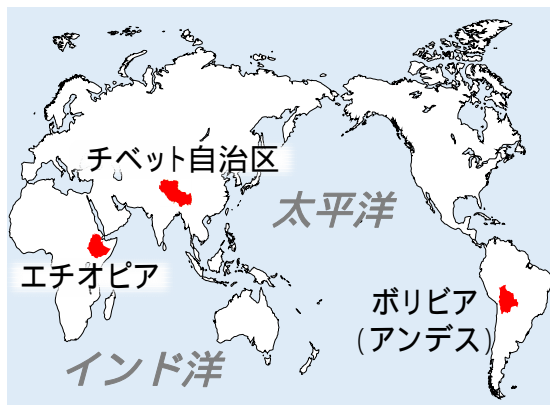 チベット自治区
太平洋
エチオピア
ボリビア
(アンデス)
インド洋